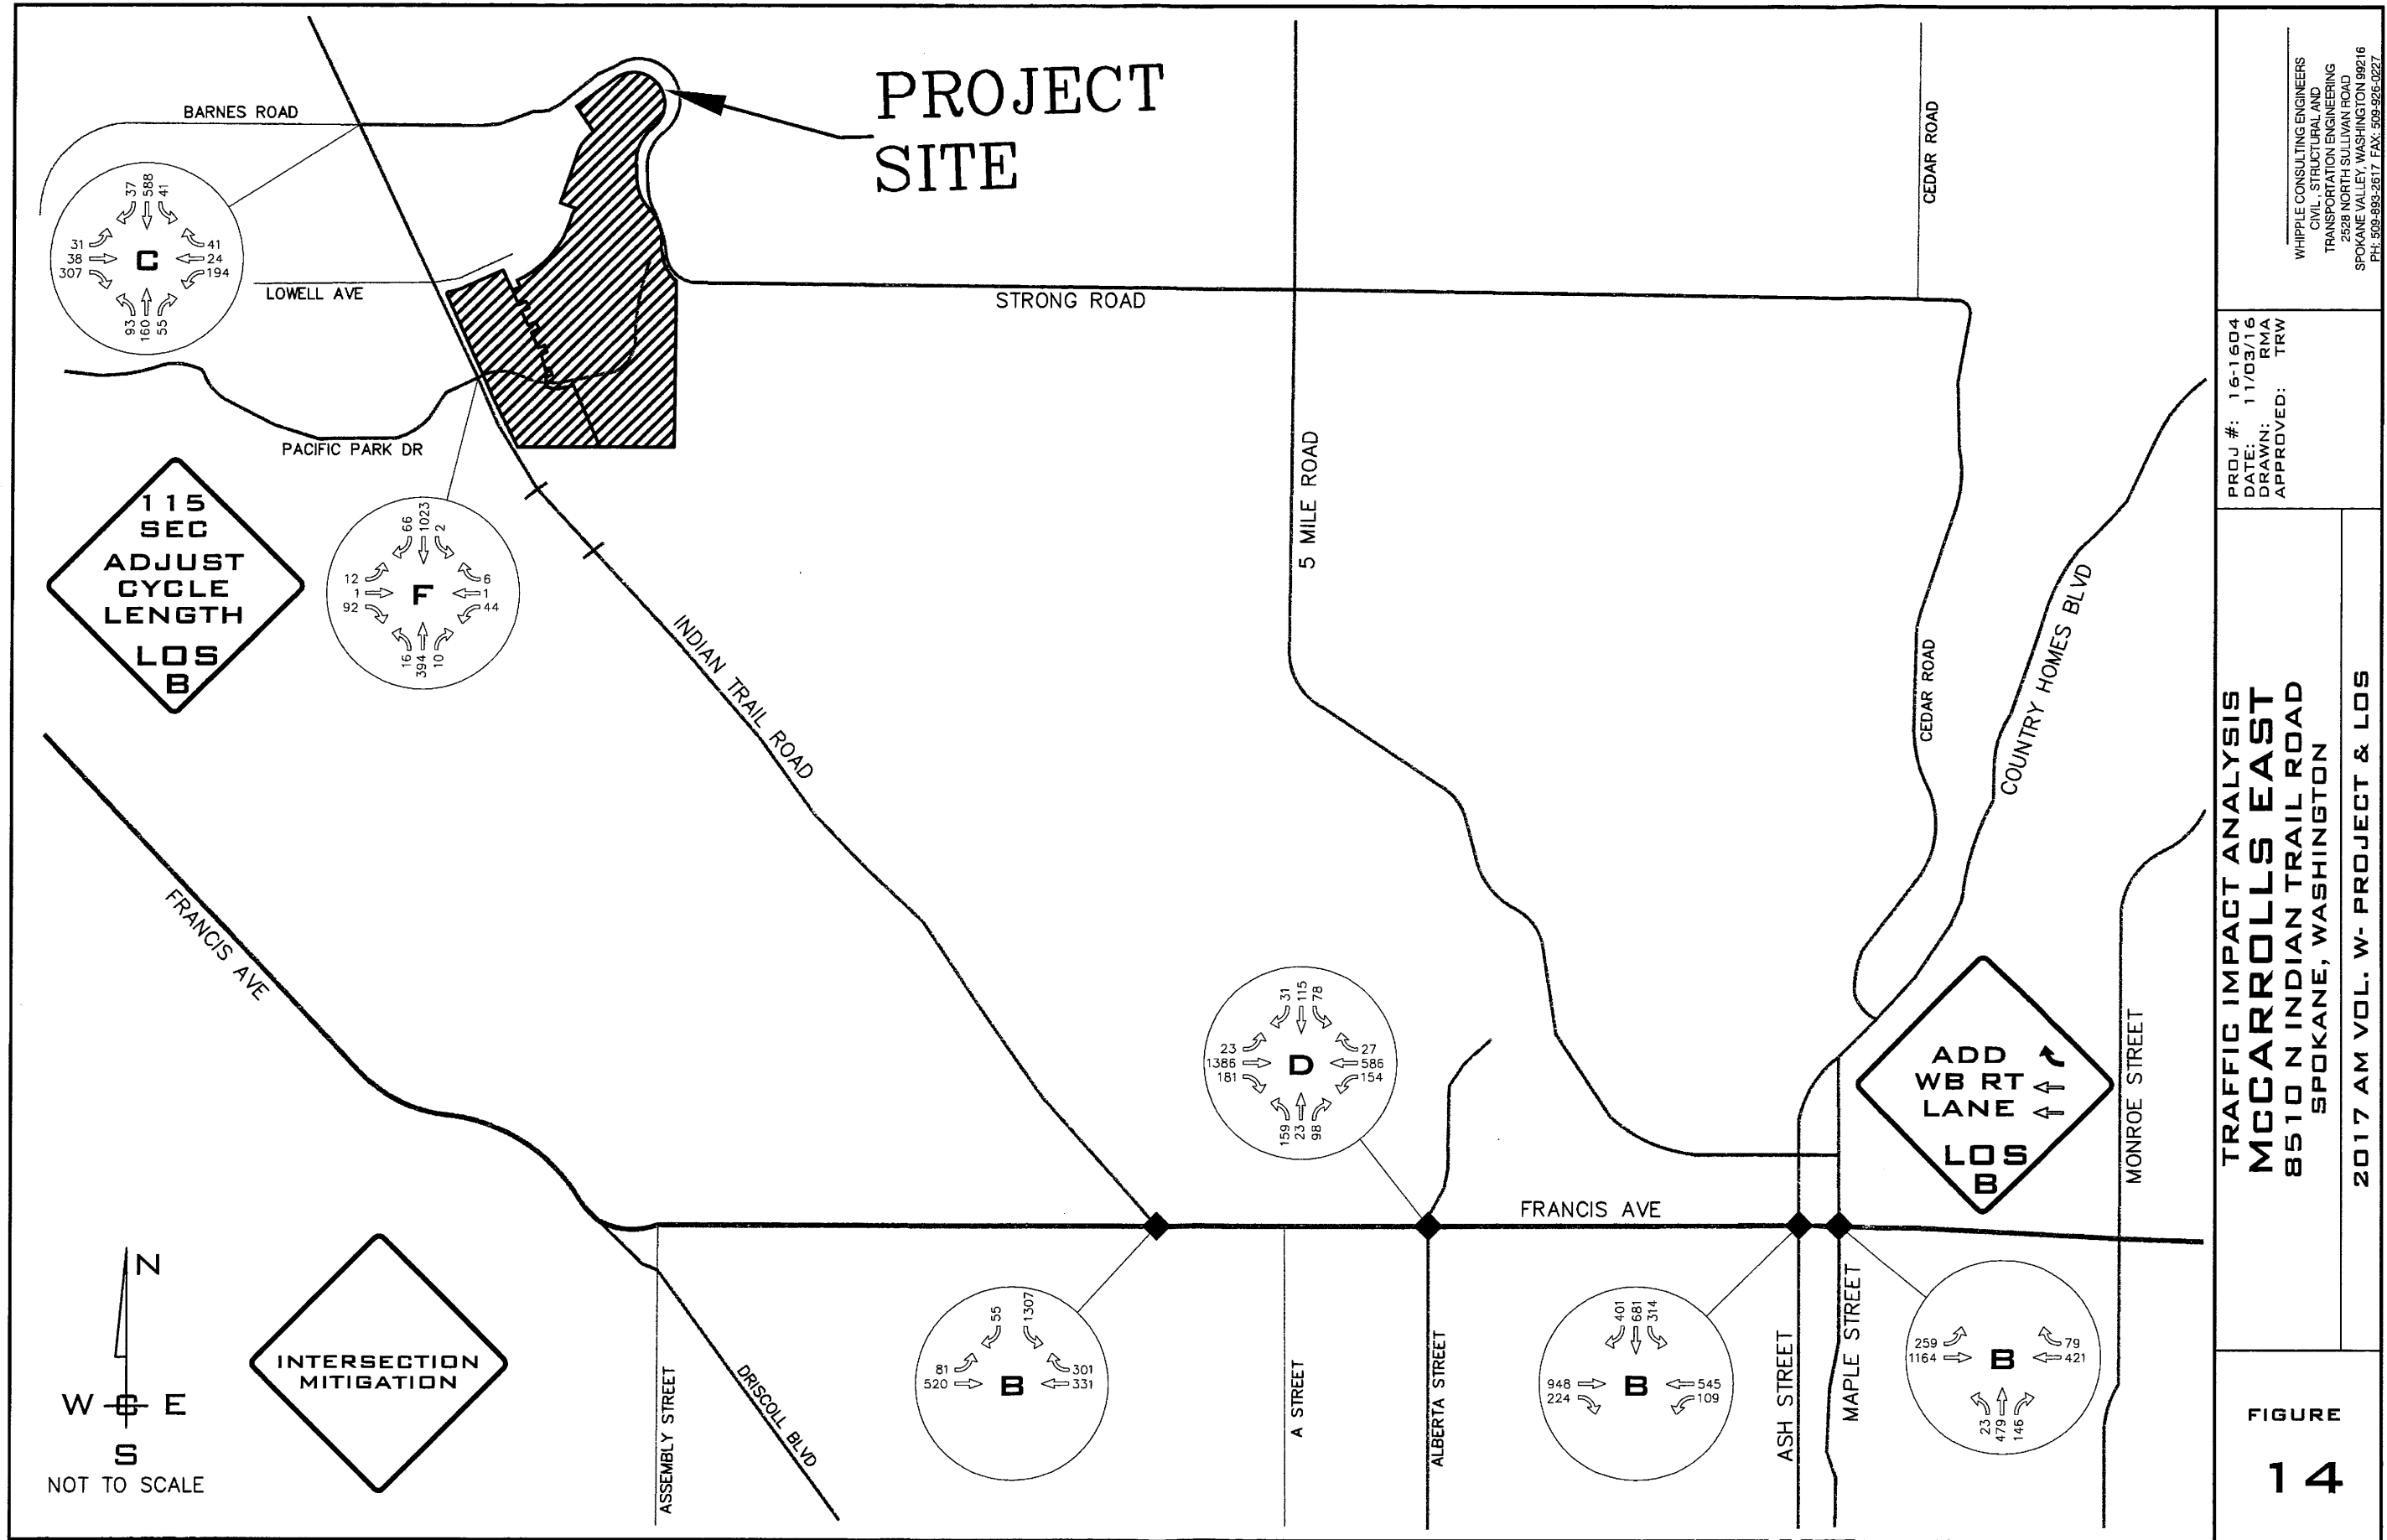 PROJECT
SITE
BARNES ROAD
37
588
41
31
38
307
C
41
24
194
93
160
55
LOWELL AVE
STRONG ROAD
CEDAR ROAD
PACIFIC PARK DR
115
SEC
ADJUST
CYCLE
LENGTH
LOS
B
66
1023
2
12
1
92
F
6
1
44
16
394
10
5 MILE ROAD
INDIAN TRAIL ROAD
CEDAR ROAD
COUNTRY HOMES BLVD
FRANCIS AVE
31
115
78
23
1386
181
D
27
586
154
159
23
98
ADD
WB RT
LANE
LOS
B
MONROE STREET
FRANCIS AVE
N
W E
S
NOT TO SCALE
INTERSECTION
MITIGATION
ASSEMBLY STREET
DRISCOLL BLVD
55
1307
81
520
B
301
331
A STREET
ALBERTA STREET
401
681
314
948
224
B
545
109
ASH STREET
MAPLE STREET
259
1164
B
79
421
23
479
146
WHIPPLE CONSULTING ENGINEERS
CIVIL, STRUCTURAL AND
TRANSPORTATION ENGINEERING
2528 NORTH SULLIVAN ROAD
SPOKANE VALLEY, WASHINGTON 99216
PH: 509-893-2617 FAX: 509-926-0227
PROJ #: 16-1604
DATE: 11/03/16
DRAWN: RMA
APPROVED: TRW
TRAFFIC IMPACT ANALYSIS
MCCARROLLS EAST
8510 N INDIAN TRAIL ROAD
SPOKANE, WASHINGTON
2017 AM VOL. W- PROJECT & LOS
FIGURE
14